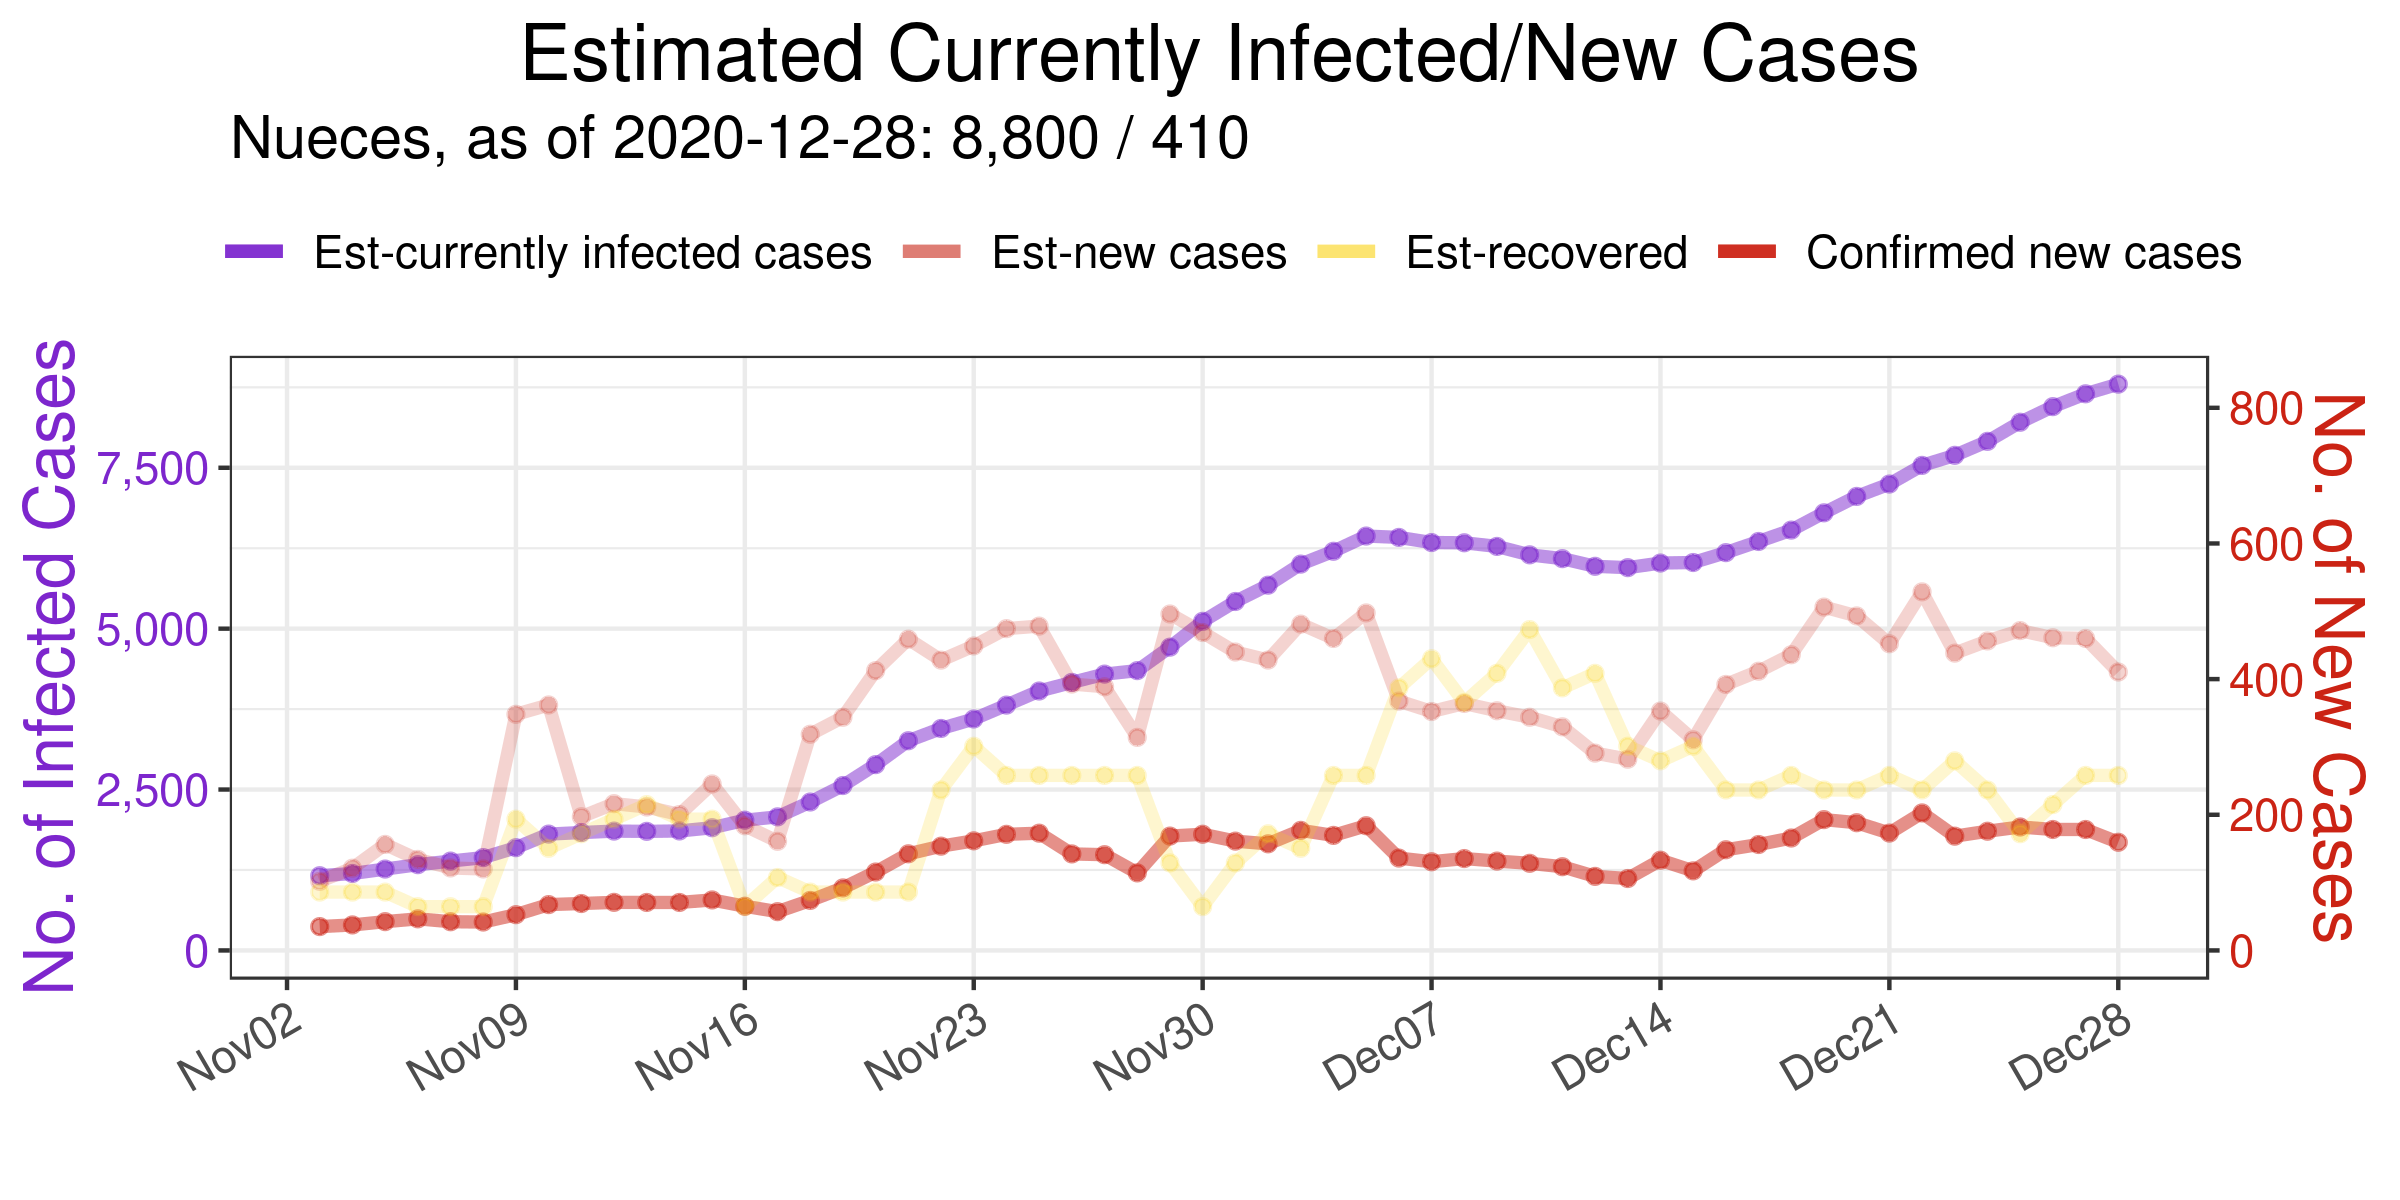 Estimated Currently Infected/New Cases
Nueces, as of 2020-12-28: 8,800 / 410
Est-currently infected cases Est-new cases Est-recovered Confirmed new cases
No. of Infected Cases
7,500
5,000
2,500
0
800
600
400
200
0
No. of New Cases
Nov02 Nov09 Nov16 Nov23 Nov30 Dec07 Dec14 Dec21 Dec28